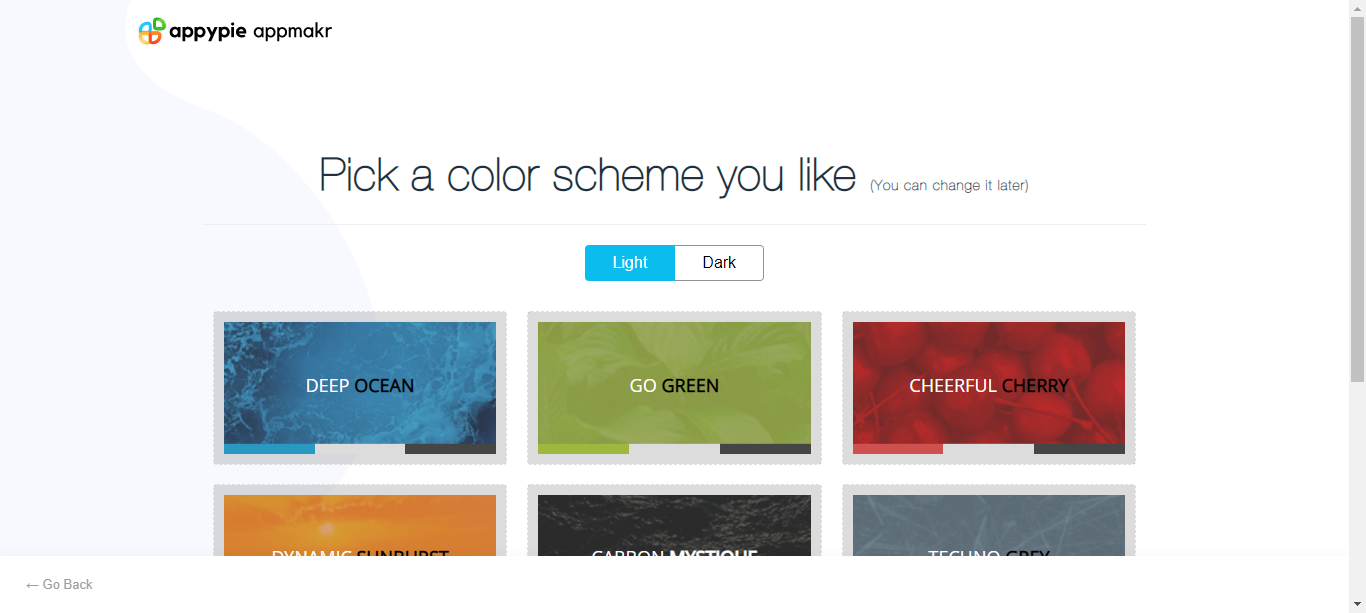 appypie appmakr
Pick a color scheme you like (You can change it later)
Light Dark
DEEP OCEAN GO GREEN CHEERFUL CHERRY
DYNAMIC SUNBURST CARBON MYSTIQUE TECHNO GREY
← Go Back